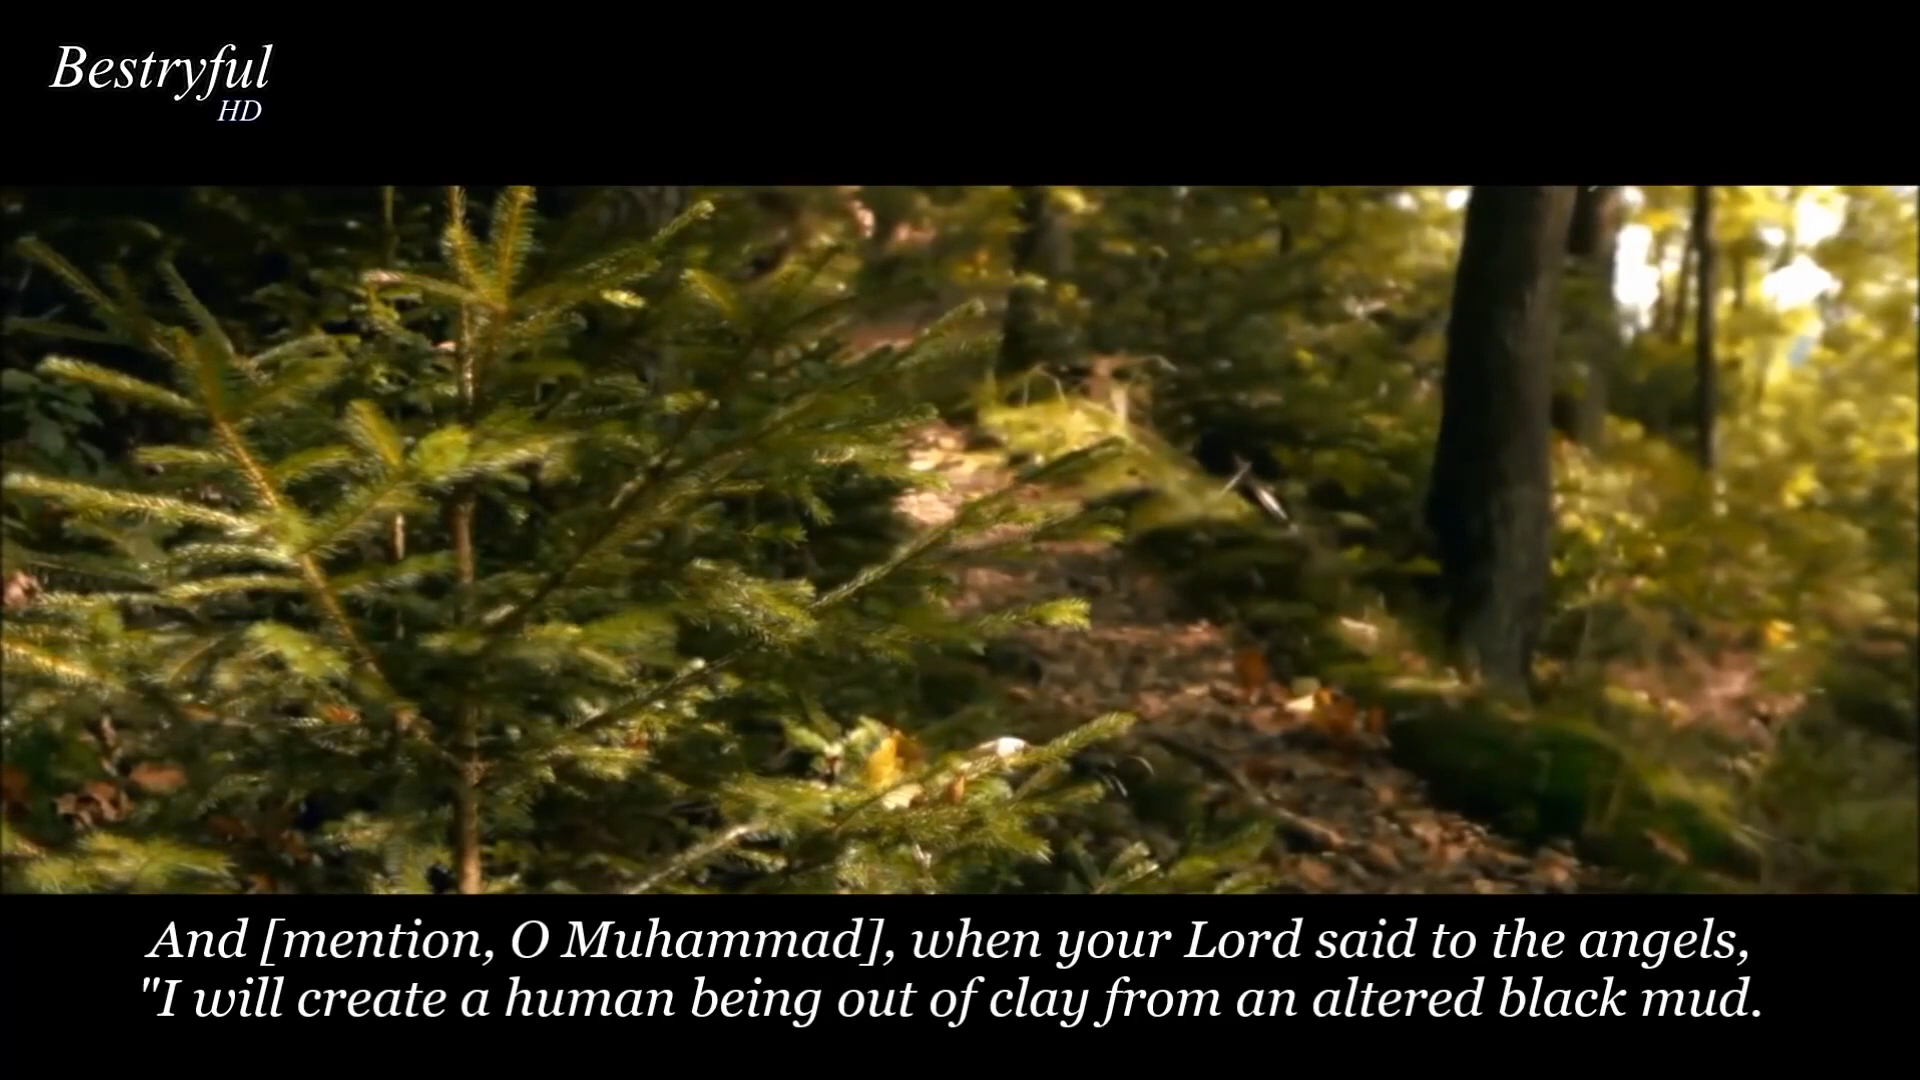 Bestryful
HD
And [mention, O Muhammad], when your Lord said to the angels,
"I will create a human being out of clay from an altered black mud.